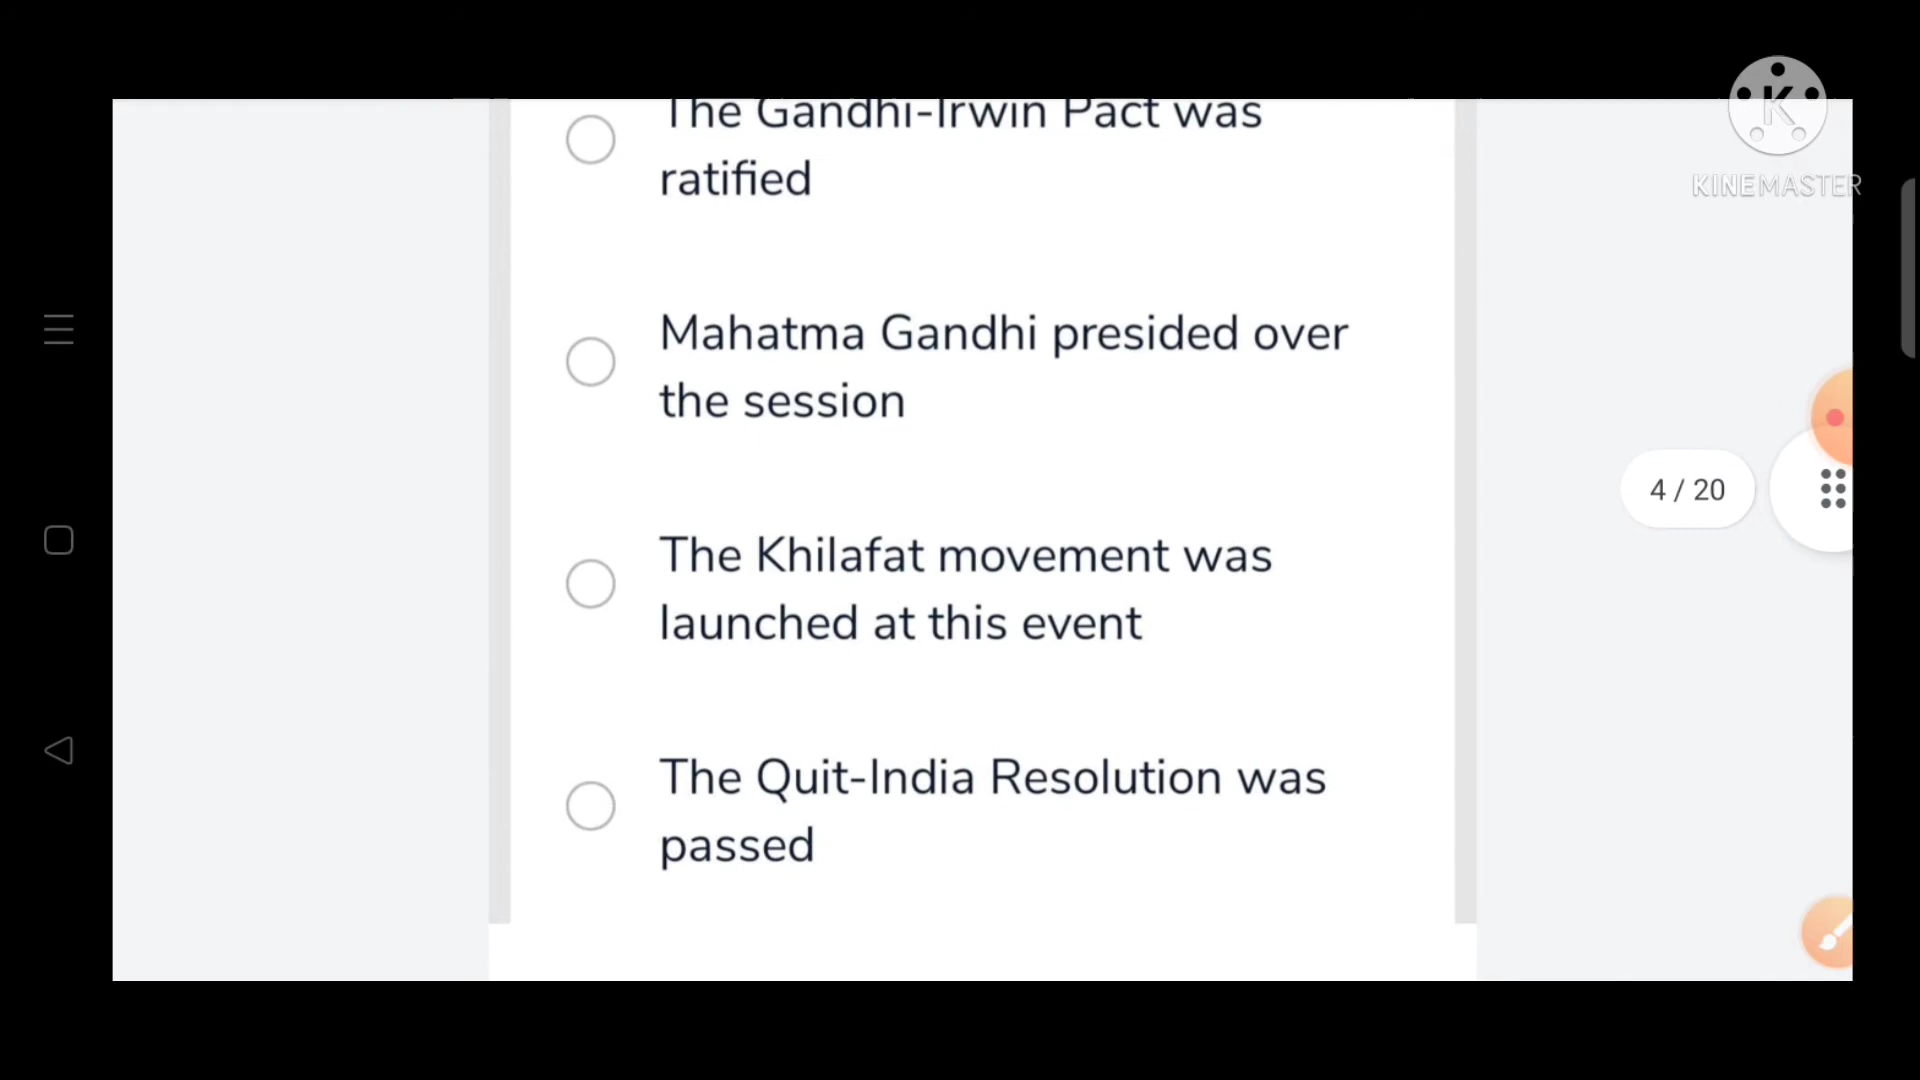 The Gandhi-Irwin Pact was
ratified
Mahatma Gandhi presided over
the session
The Khilafat movement was
launched at this event
The Quit-India Resolution was
passed
4 / 20
K
KINEMASTER